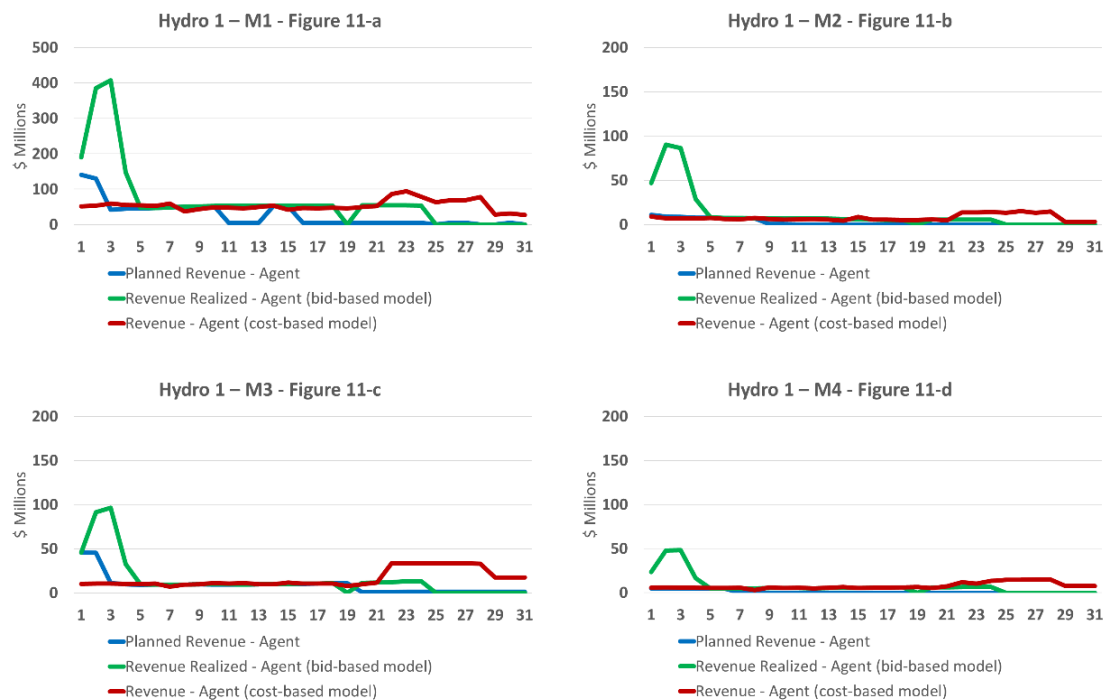 Hydro 1 – M1 - Figure 11-a
500
400
300
200
100
0
$ Millions
1 3 5 7 9 11 13 15 17 19 21 23 25 27 29 31
Planned Revenue - Agent
Revenue Realized - Agent (bid-based model)
Revenue - Agent (cost-based model)
Hydro 1 – M2 - Figure 11-b
200
150
100
50
0
$ Millions
1 3 5 7 9 11 13 15 17 19 21 23 25 27 29 31
Planned Revenue - Agent
Revenue Realized - Agent (bid-based model)
Revenue - Agent (cost-based model)
Hydro 1 – M3 - Figure 11-c
200
150
100
50
0
$ Millions
1 3 5 7 9 11 13 15 17 19 21 23 25 27 29 31
Planned Revenue - Agent
Revenue Realized - Agent (bid-based model)
Revenue - Agent (cost-based model)
Hydro 1 – M4 - Figure 11-d
200
150
100
50
0
$ Millions
1 3 5 7 9 11 13 15 17 19 21 23 25 27 29 31
Planned Revenue - Agent
Revenue Realized - Agent (bid-based model)
Revenue - Agent (cost-based model)